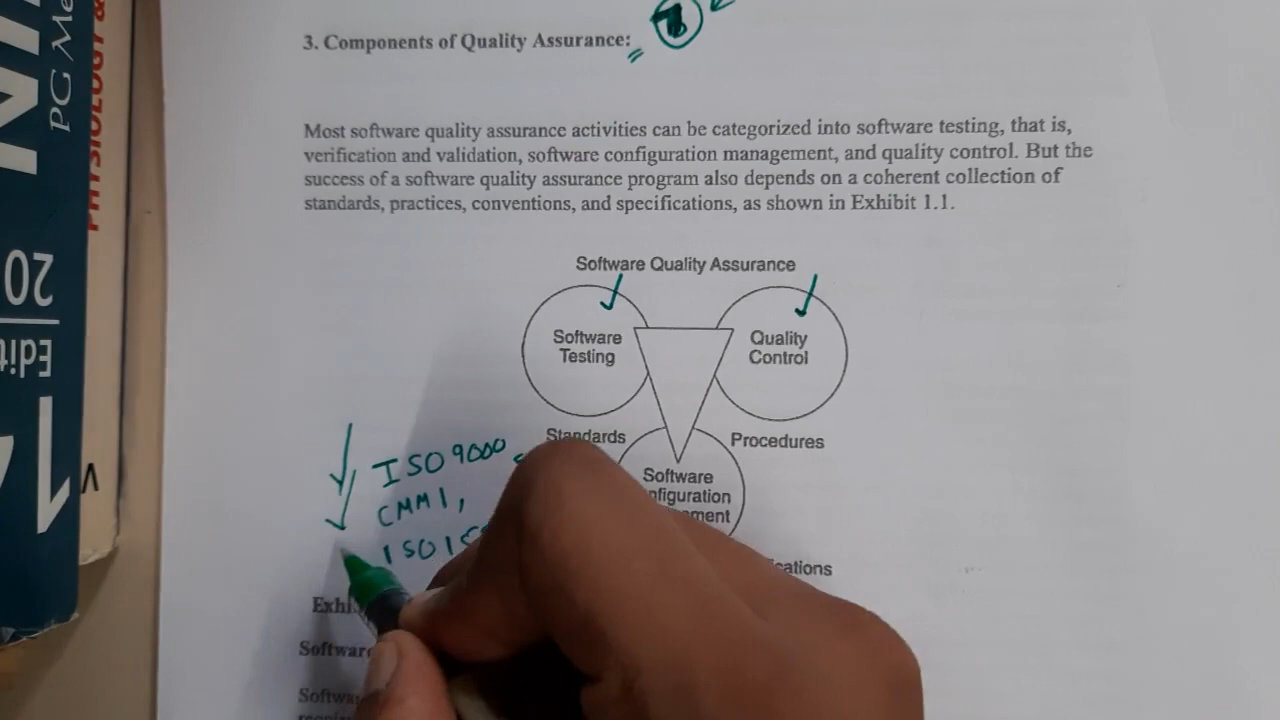 PG Me
PHYSIOLOGY &
20
1
3. Components of Quality Assurance:
Most software quality assurance activities can be categorized into software testing, that is,
verification and validation, software configuration management, and quality control. But the
success of a software quality assurance program also depends on a coherent collection of
standards, practices, conventions, and specifications, as shown in Exhibit 1.1.
Software Quality Assurance
Software
Testing
Quality
Control
Standards
Procedures
Software
ISO 9000
CMMI,